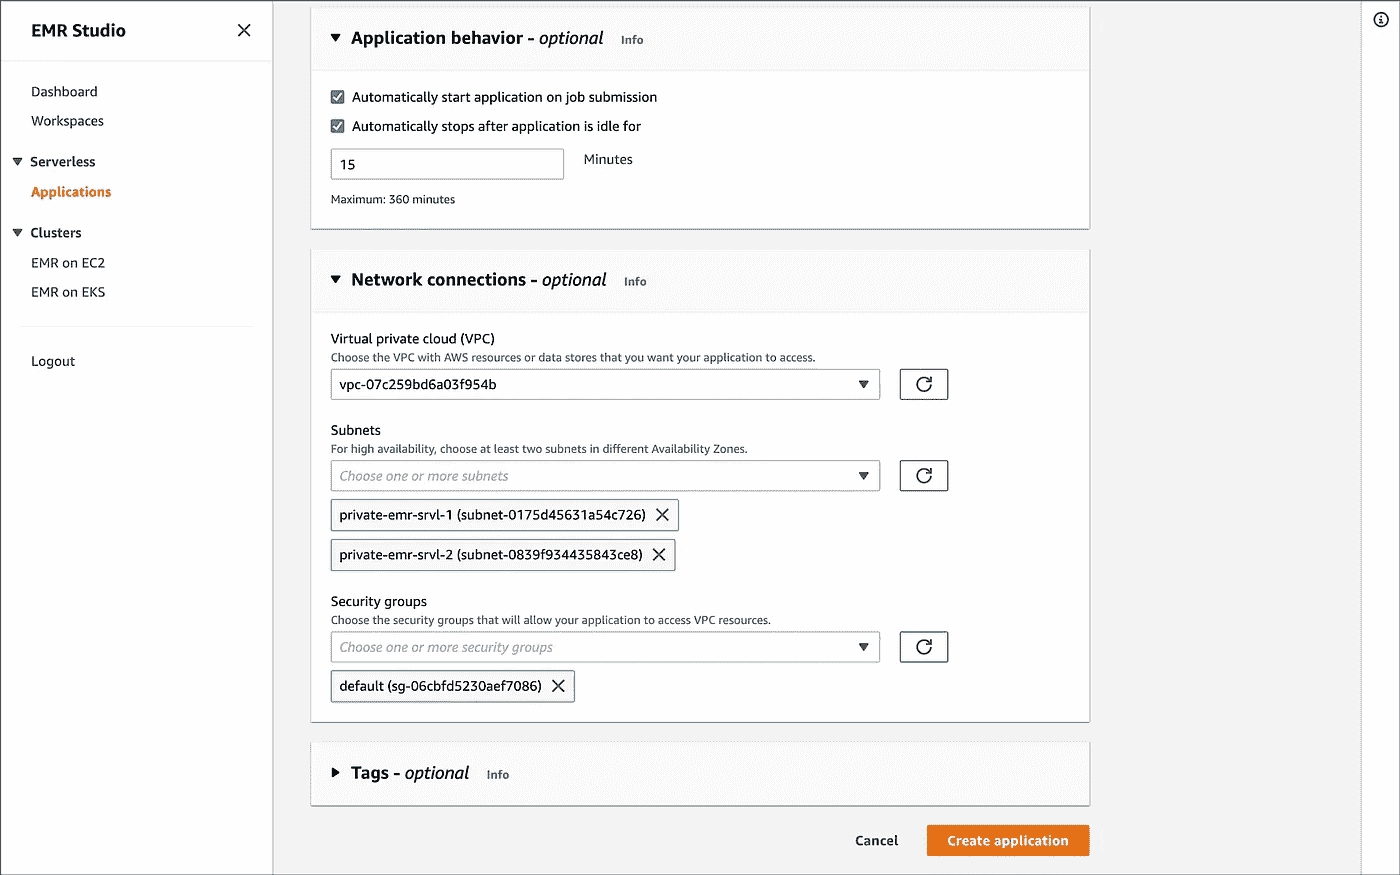 EMR Studio
Dashboard
Workspaces
Serverless
Applications
Clusters
EMR on EC2
EMR on EKS
Logout
Application behavior - optional Info
Automatically start application on job submission
Automatically stops after application is idle for
15 Minutes
Maximum: 360 minutes
Network connections - optional Info
Virtual private cloud (VPC)
Choose the VPC with AWS resources or data stores that you want your application to access.
vpc-07c259bd6a03f954b
Subnets
For high availability, choose at least two subnets in different Availability Zones.
Choose one or more subnets
private-emr-srvl-1 (subnet-0175d45631a54c726)
private-emr-srvl-2 (subnet-0839f934435843ce8)
Security groups
Choose the security groups that will allow your application to access VPC resources.
Choose one or more security groups
default (sg-06cbfd5230aef7086)
Tags - optional Info
Cancel Create application